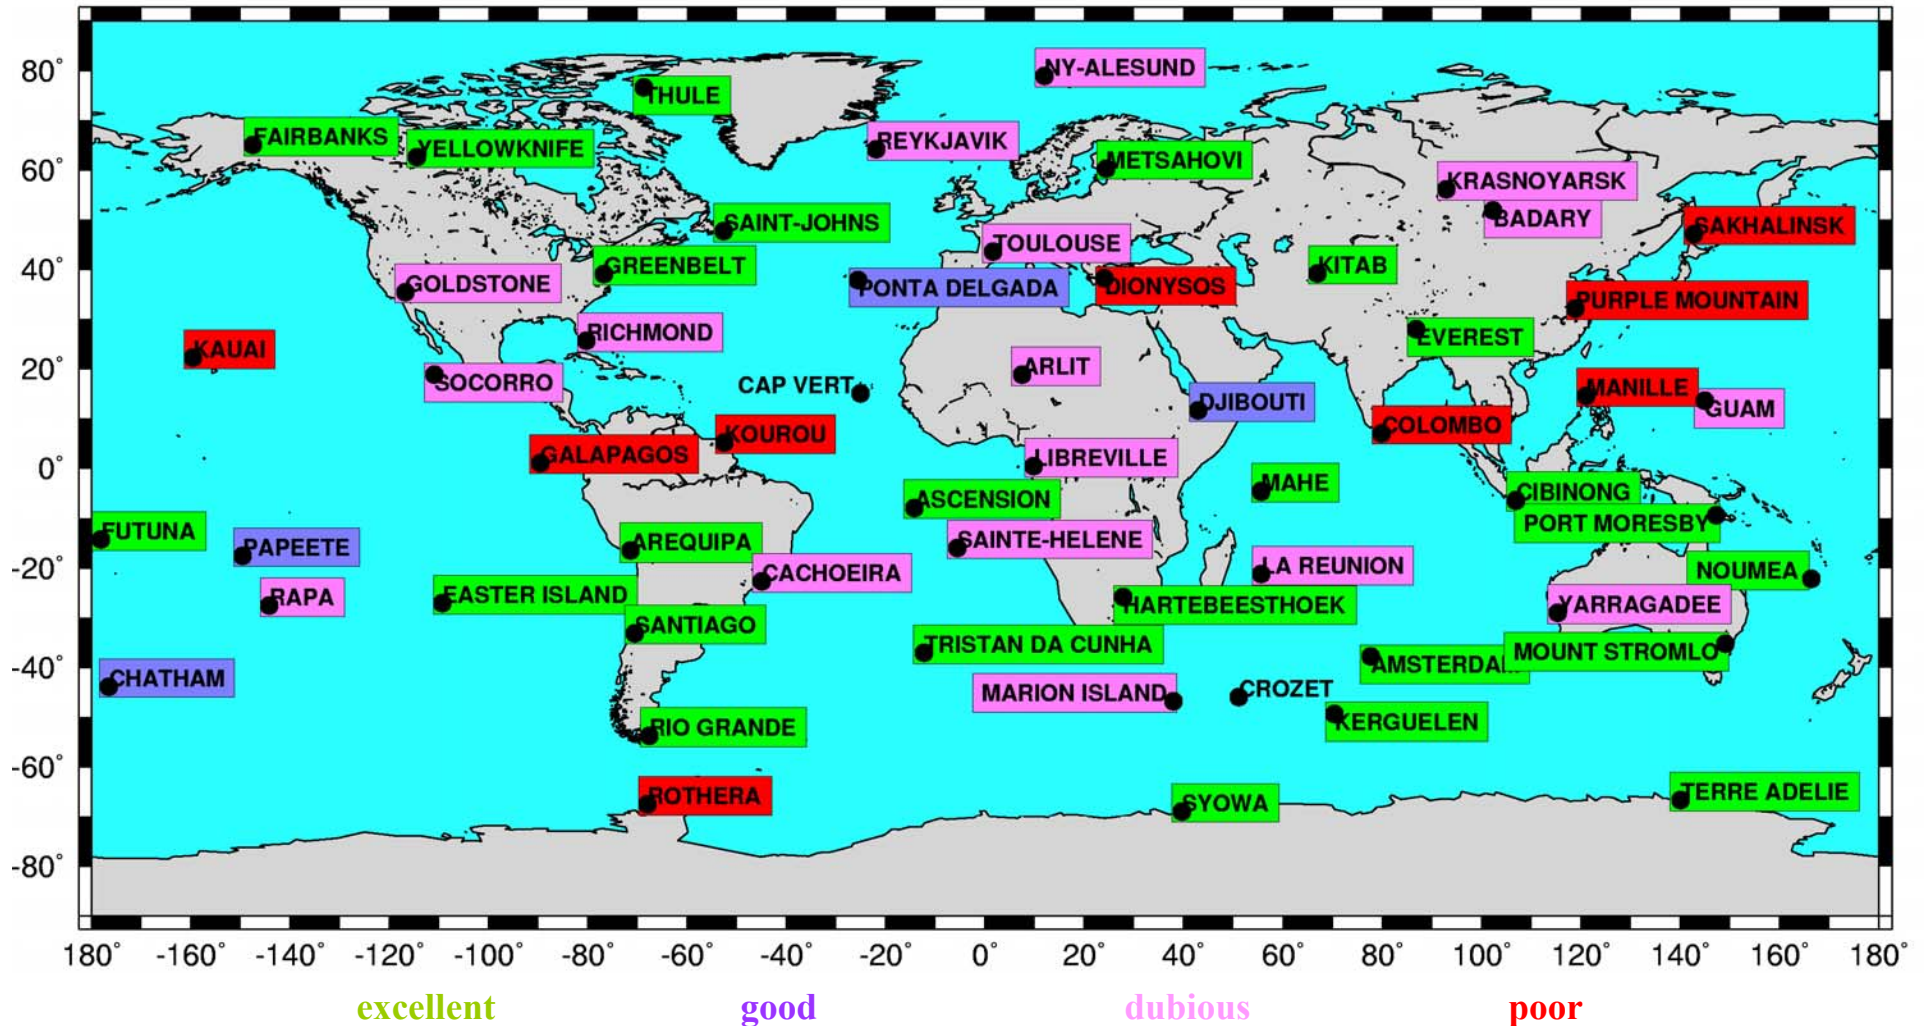 80°
NY-ALESUND
THULE
FAIRBANKS
YELLOWKNIFE
REYKJAVIK
METSAHOVI
60°
KRASNOYARSK
BADARY
SAINT-JOHNS
SAKHALINSK
TOULOUSE
GREENBELT
KITAB
40°
GOLDSTONE
PONTA DELGADA
DIONYSOS
PURPLE MOUNTAIN
RICHMOND
EVEREST
KAUAI
20°
SOCORRO
CAP VERT
ARLIT
DJIBOUTI
MANILLE
GUAM
KOUROU
COLOMBO
GALAPAGOS
LIBREVILLE
0°
MAHE
ASCENSION
CIBINONG
PORT MORESBY
FUTUNA
PAPEETE
AREQUIPA
SAINTE-HELENE
-20°
CACHOEIRA
LA REUNION
NOUMEA
RAPA
EASTER ISLAND
HARTEBEESTHOEK
YARRAGADEE
SANTIAGO
TRISTAN DA CUNHA
MOUNT STROMLO
-40°
AMSTERDAM
CHATHAM
MARION ISLAND
CROZET
RIO GRANDE
KERGUELEN
-60°
ROTHERA
SYOWA
TERRE ADELIE
-80°
180° -160° -140° -120° -100° -80° -60° -40° -20° 0° 20° 40° 60° 80° 100° 120° 140° 160° 180°
excellent good dubious poor